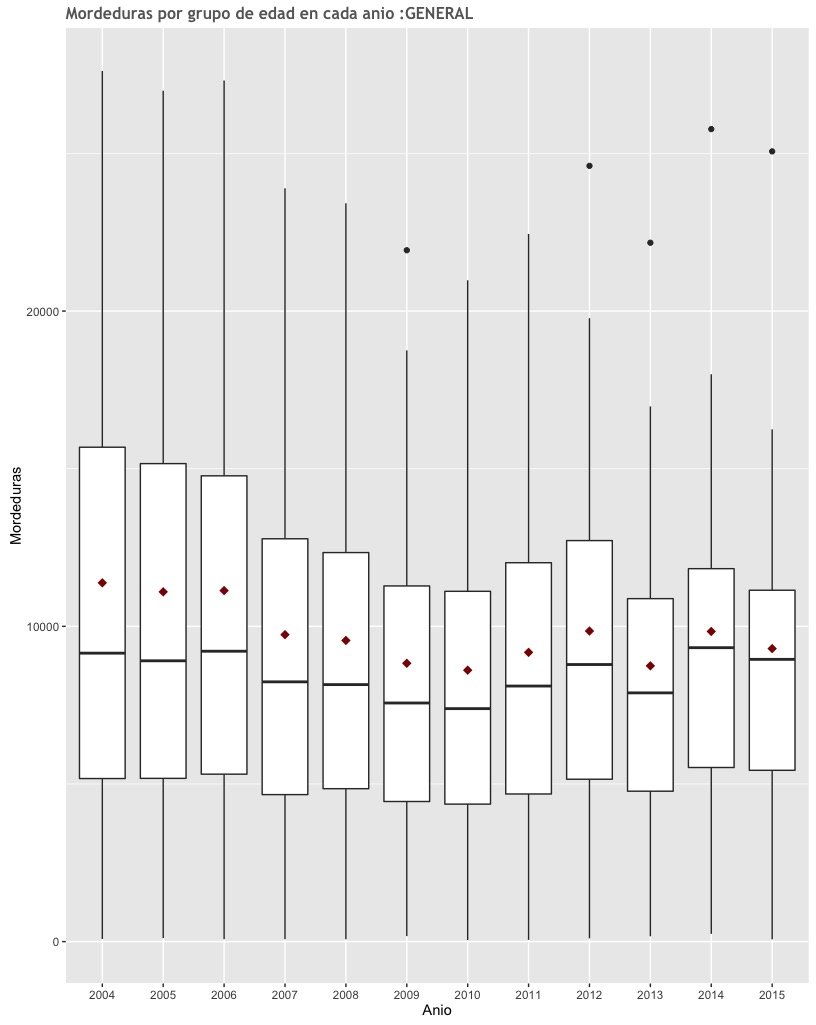 Mordeduras por grupo de edad en cada anio :GENERAL
Mordeduras
20000
10000
0
2004 2005 2006 2007 2008 2009 2010 2011 2012 2013 2014 2015
Anio